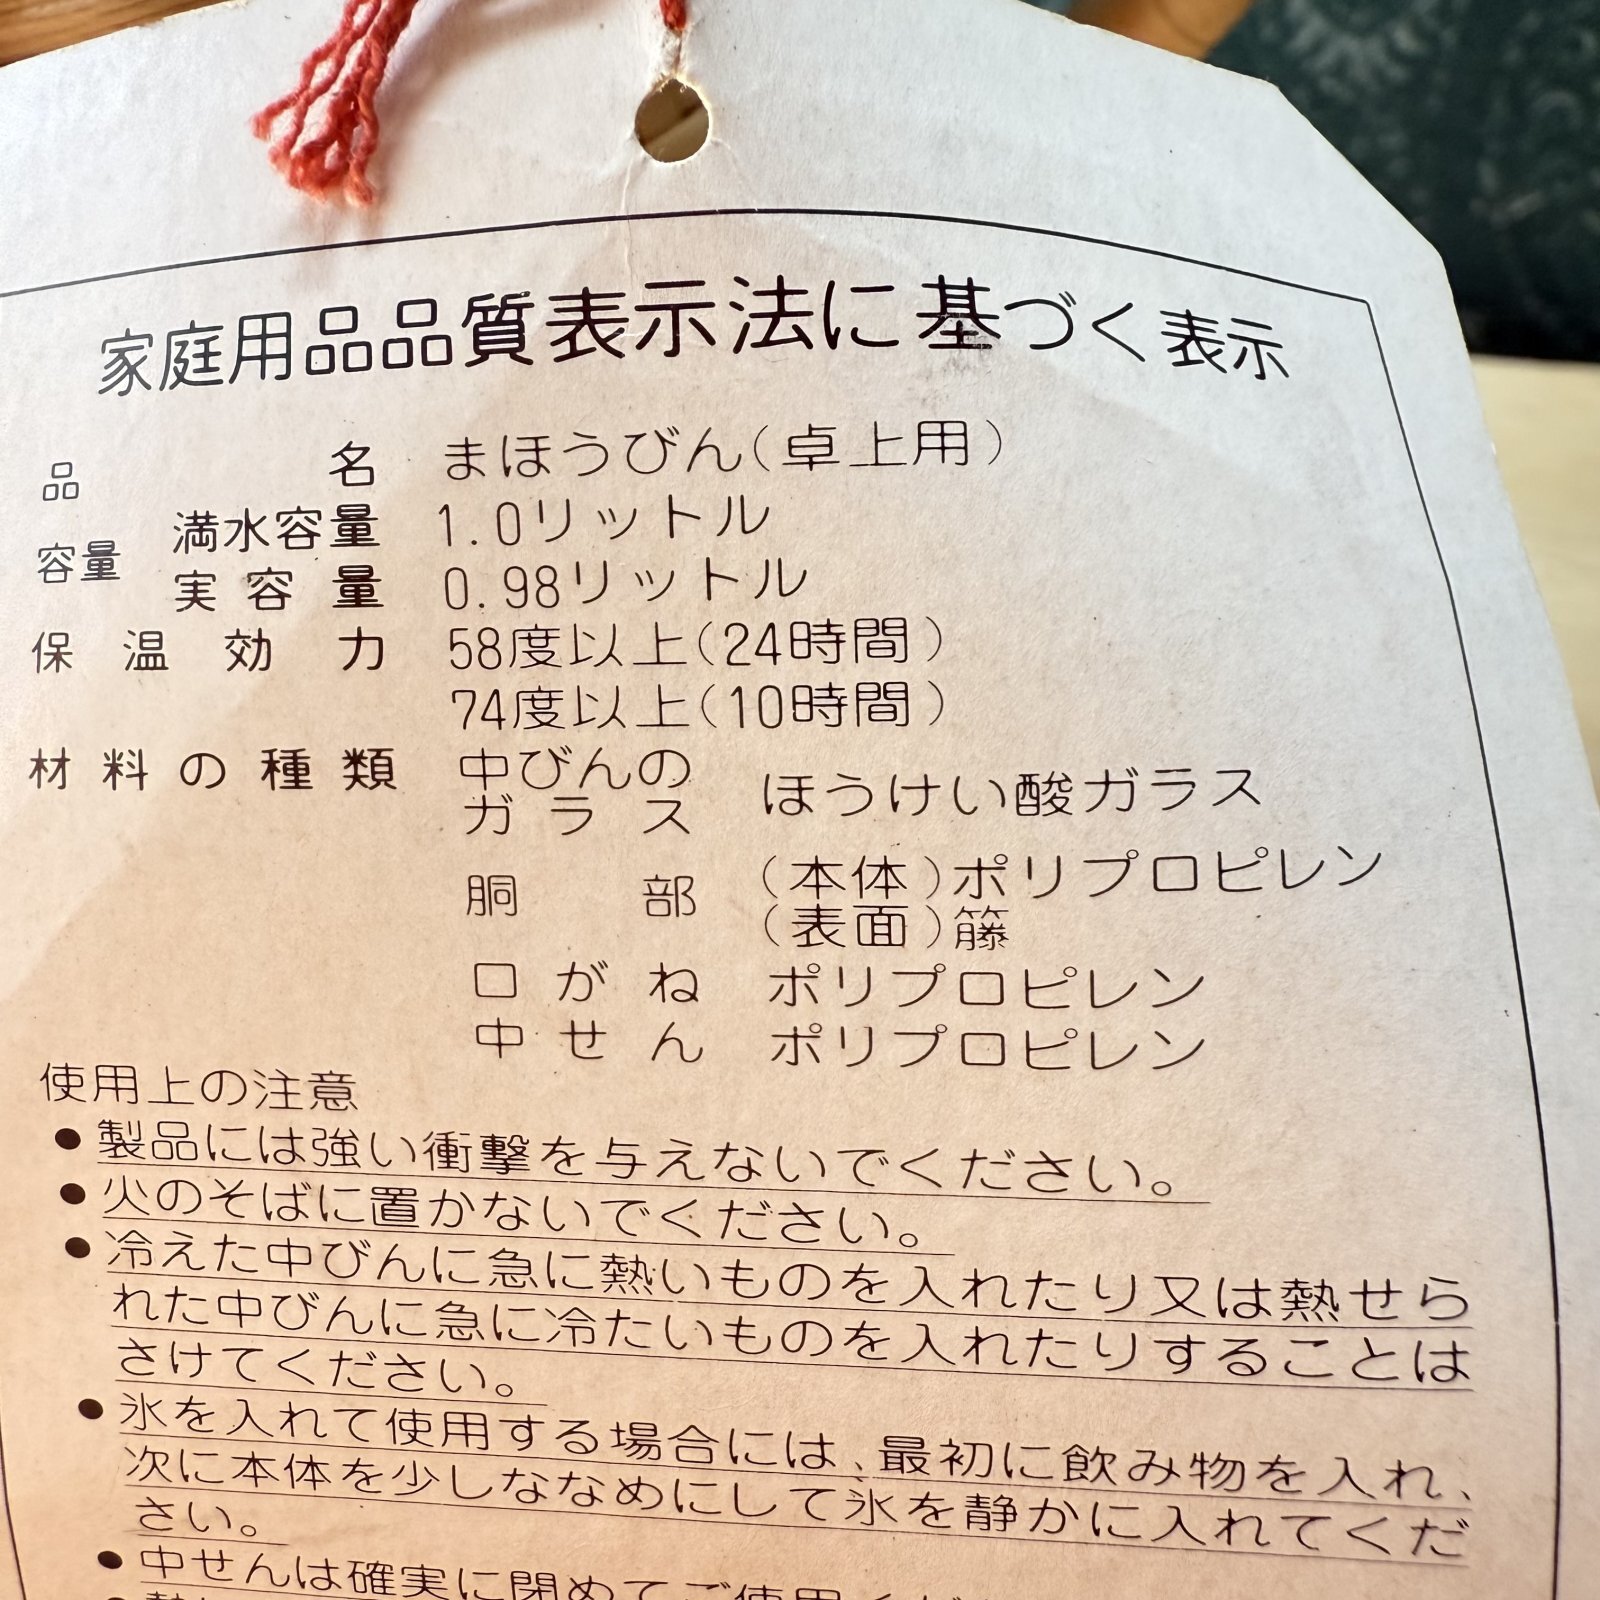 家庭用品品質表示法に基づく表示
品名 まほうびん(卓上用)
容量 満水容量 1.0リットル
実容量 0.98リットル
保温効力 58度以上(24時間)
74度以上(10時間)
材料の種類 中びんのガラス ほうけい酸ガラス
胴部 (本体)ポリプロピレン
(表面)籐
口がね ポリプロピレン
中せん ポリプロピレン
使用上の注意
●製品には強い衝撃を与えないでください。
●火のそばに置かないでください。
●冷えた中びんに急に熱いものを入れたり又は熱せら
れた中びんに急に冷たいものを入れたりすることは
さけてください。
●氷を入れて使用する場合には、最初に飲み物を入れ、
次に本体を少しななめにして氷を静かに入れてくだ
さい。
●中せんは確実に閉めてご使用くだ